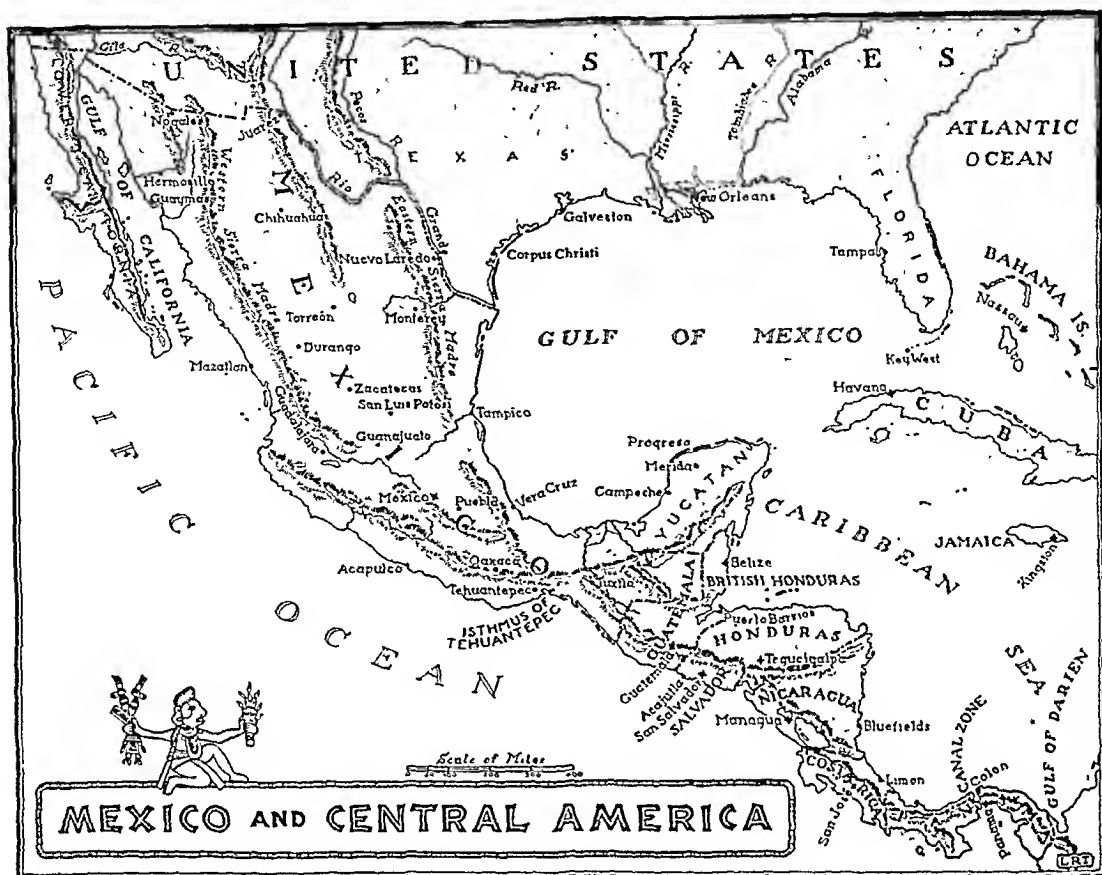 UNITED STATES
Gila R.
Red R.
Pecos R.
Mississippi R.
Alabama
TEXAS
ATLANTIC
OCEAN
Nogales
Juarez
GULF OF
CALIFORNIA
Hermosillo
Guaymas
Western
Sierra
Madre
Chihuahua
Rio
Grande
Eastern
Sierra
Madre
Galveston
New Orleans
Corpus Christi
FLORIDA
Tampa
Nuevo Laredo
BAHAMA IS.
Nassau
PACIFIC
OCEAN
MEXICO
Torreón
Monterey
GULF OF MEXICO
Durango
Key West
Mazatlan
Zacatecas
San Luis Potosi
Havana
CUBA
Tampico
Guadalajara
Guanajuato
Progreso
Merida
Campeche
YUCATAN
Mexico
Puebla
Vera Cruz
CARIBBEAN
SEA
JAMAICA
Kingston
Acapulco
Oaxaca
Tehuantepec
Tuxtla
Belize
BRITISH HONDURAS
ISTHMUS OF
TEHUANTEPEC
GUATEMALA
Puerto Barrios
HONDURAS
Guatemala
Tegucigalpa
Acajutla
San Salvador
SALVADOR
NICARAGUA
Managua
Bluefields
COSTA RICA
Limon
San Jose
CANAL ZONE
Colon
Panama
GULF OF DARIEN
Scale of Miles
MEXICO AND CENTRAL AMERICA
LRT